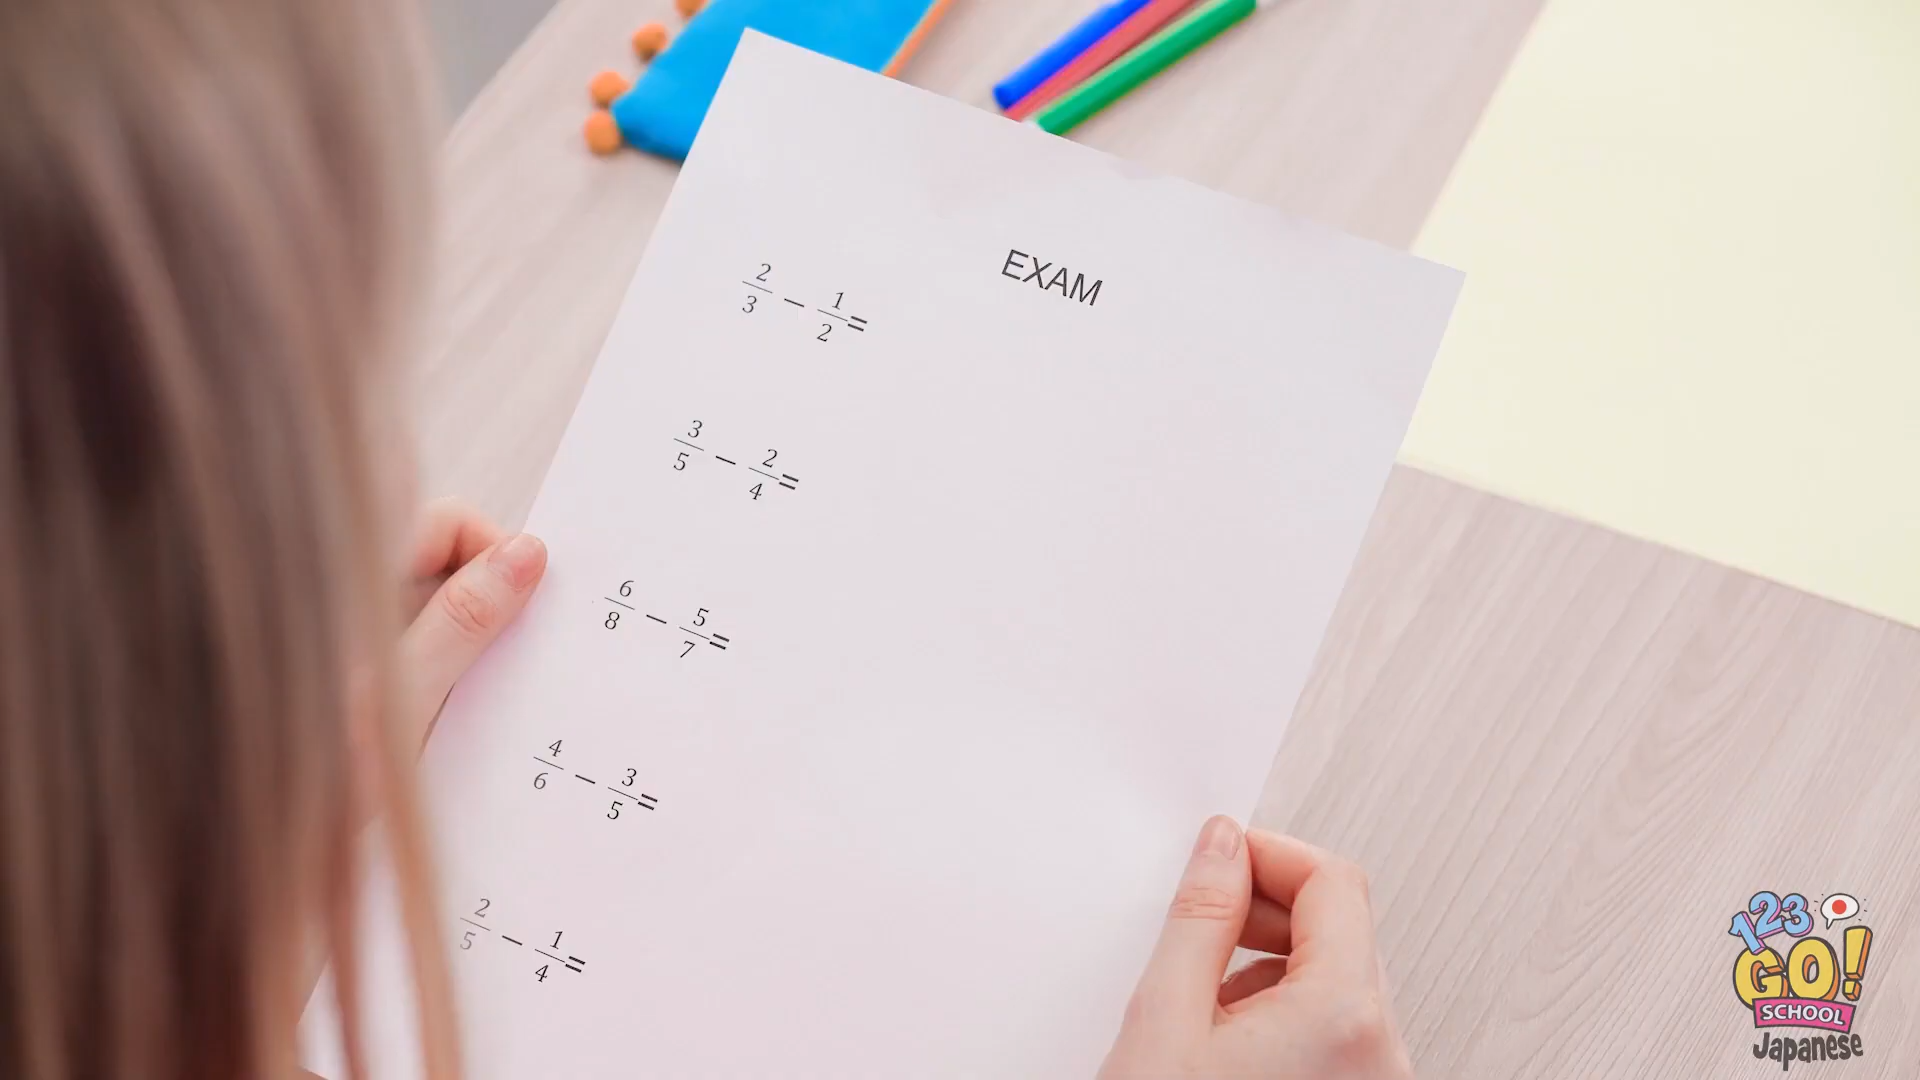 EXAM
2/3 − 1/2=
3/5 − 2/4=
6/8 − 5/7=
4/6 − 3/5=
2/5 − 1/4=
123
GO!
SCHOOL
Japanese